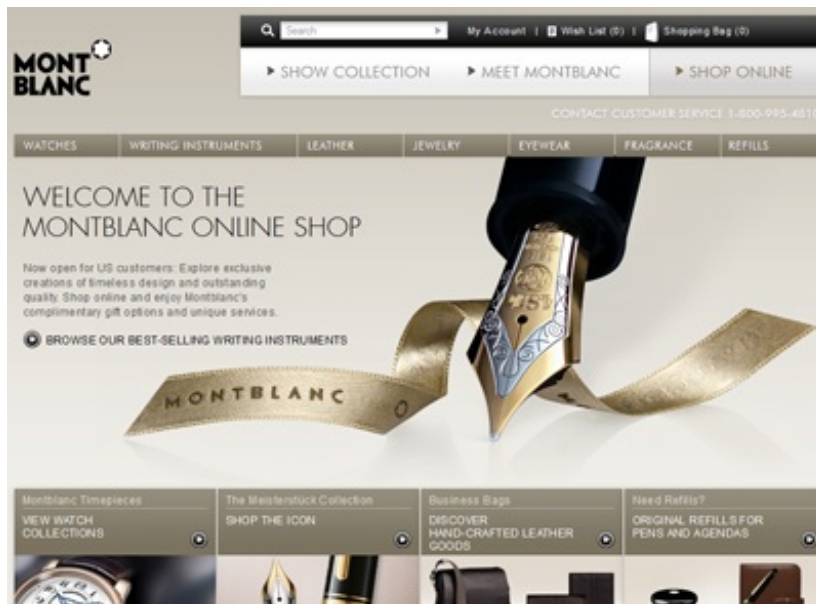 MONT
BLANC
Search
My Account | Wish List (0) | Shopping Bag (0)
SHOW COLLECTION
MEET MONTBLANC
SHOP ONLINE
CONTACT CUSTOMER SERVICE 1-800-995-4810
WATCHES
WRITING INSTRUMENTS
LEATHER
JEWELRY
EYEWEAR
FRAGRANCE
REFILLS
WELCOME TO THE
MONTBLANC ONLINE SHOP
Now open for US customers: Explore exclusive
creations of timeless design and outstanding
quality. Shop online and enjoy Montblanc's
complimentary gift options and unique services.
BROWSE OUR BEST-SELLING WRITING INSTRUMENTS
MONTBLANC
Montblanc Timepieces
VIEW WATCH
COLLECTIONS
The Meisterstück Collection
SHOP THE ICON
Business Bags
DISCOVER
HAND-CRAFTED LEATHER
GOODS
Need Refills?
ORIGINAL REFILLS FOR
PENS AND AGENDAS